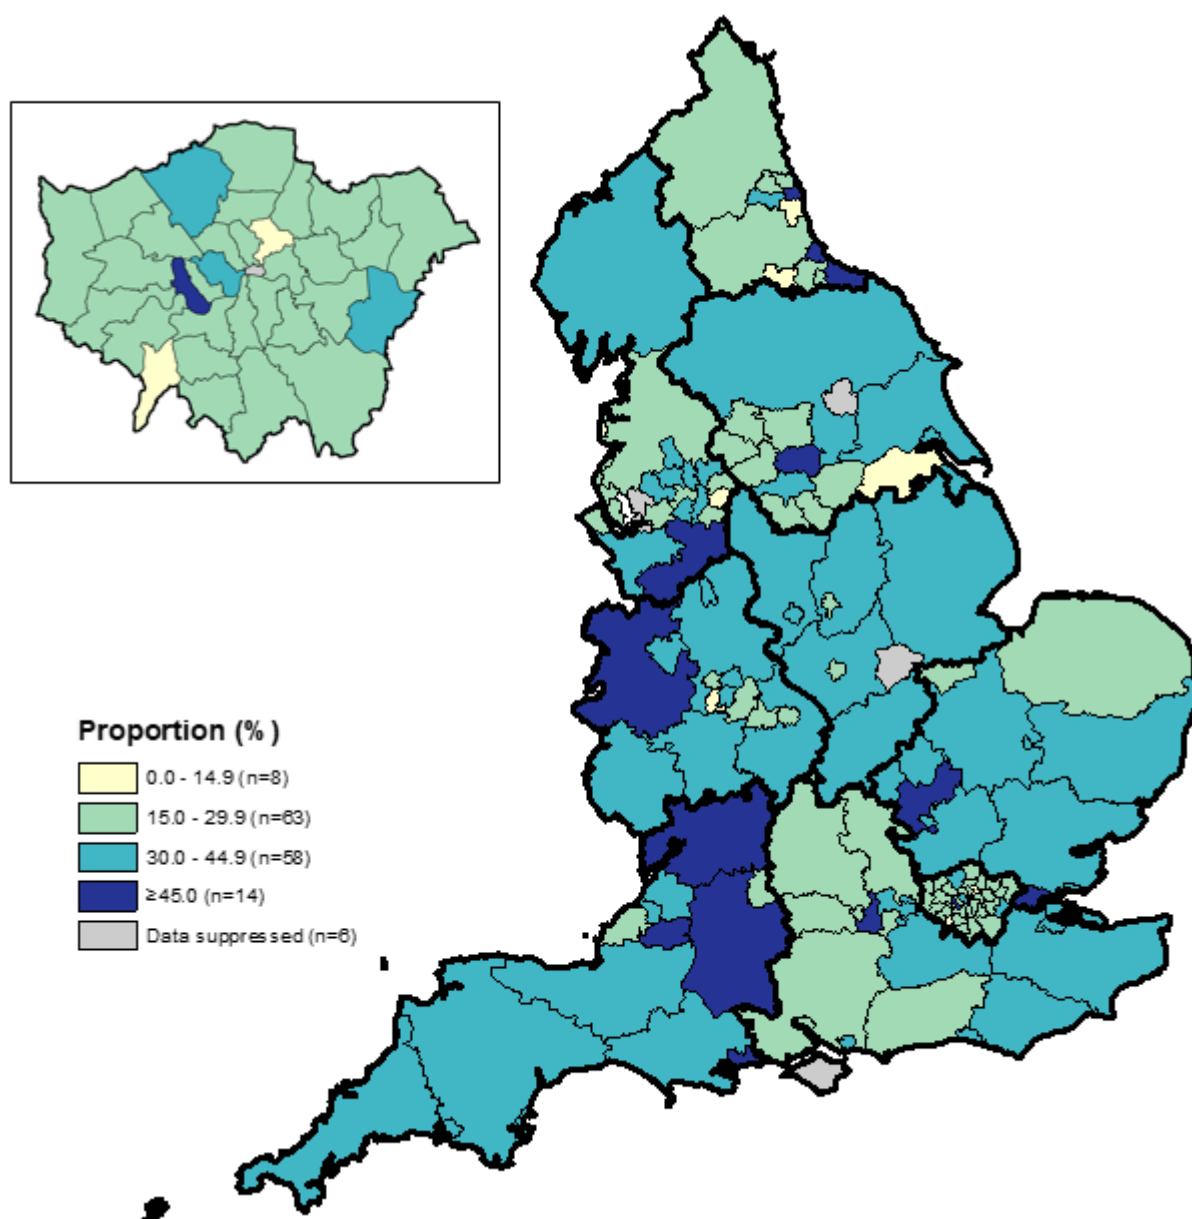 Proportion (% )
0.0 - 14.9 (n=8)
15.0 - 29.9 (n=63)
30.0 - 44.9 (n=58)
≥45.0 (n=14)
Data suppressed (n=6)